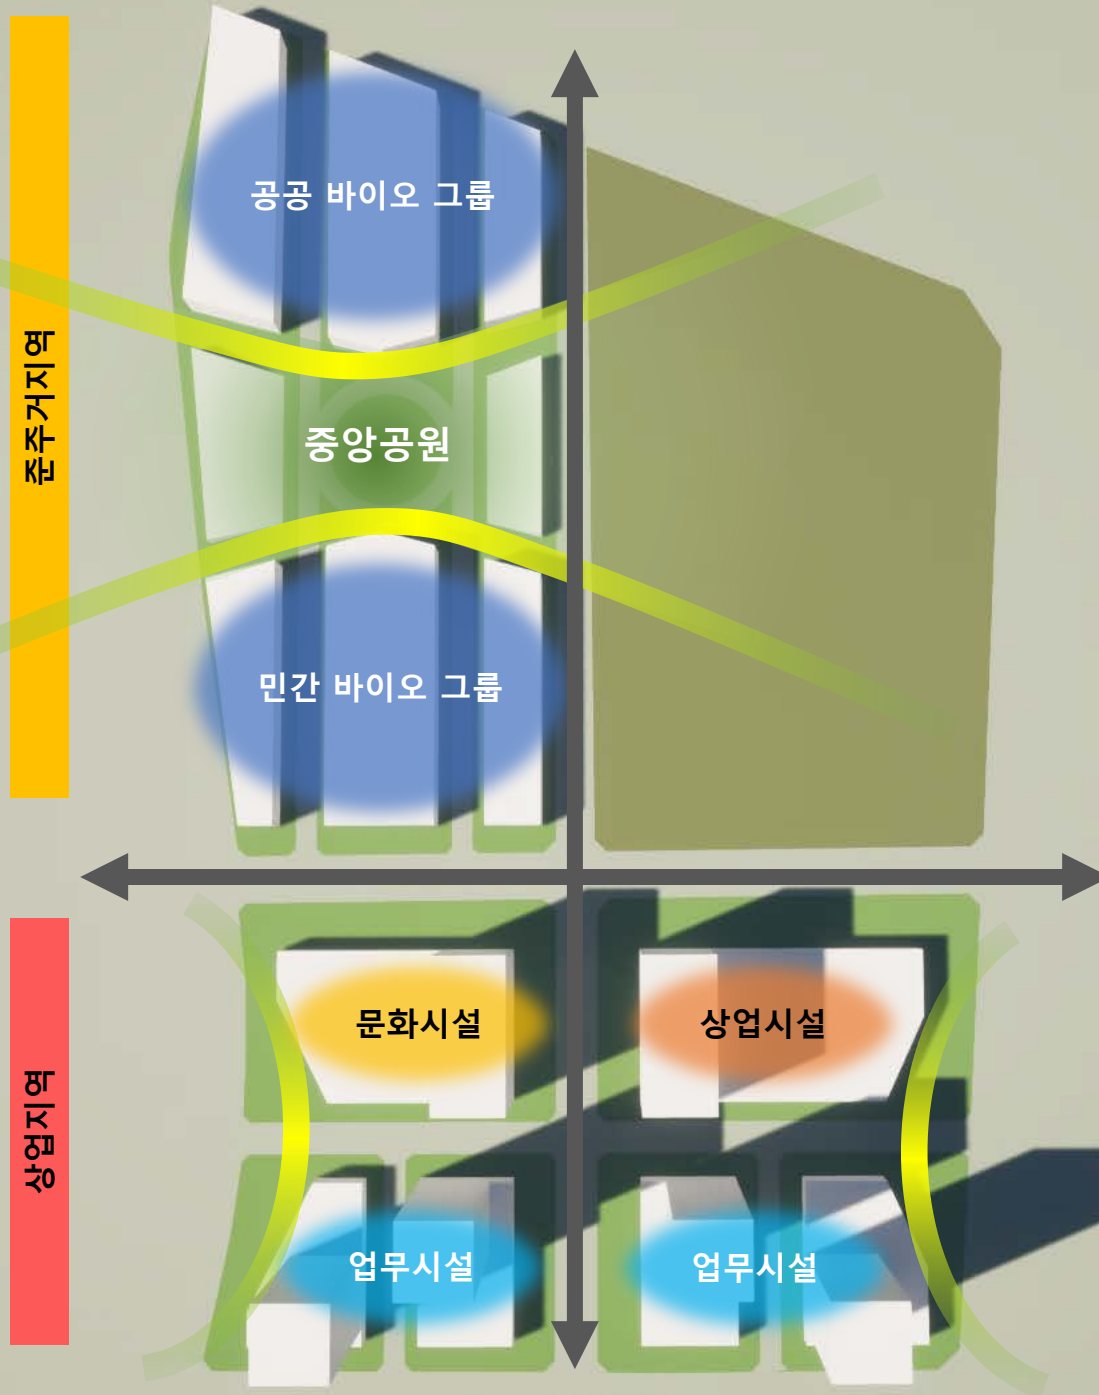 준주거지역
공공 바이오 그룹
중앙공원
민간 바이오 그룹
상업지역
문화시설
상업시설
업무시설
업무시설